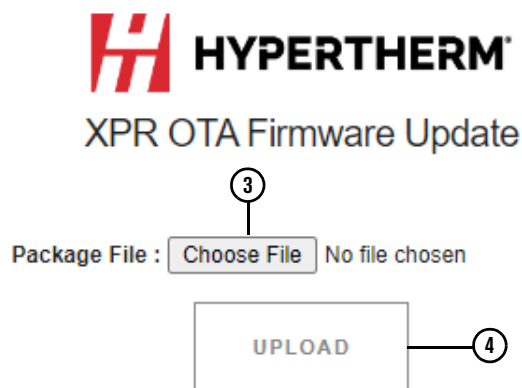 HYPERTHERM®
XPR OTA Firmware Update
3
Package File : Choose File No file chosen
UPLOAD 4